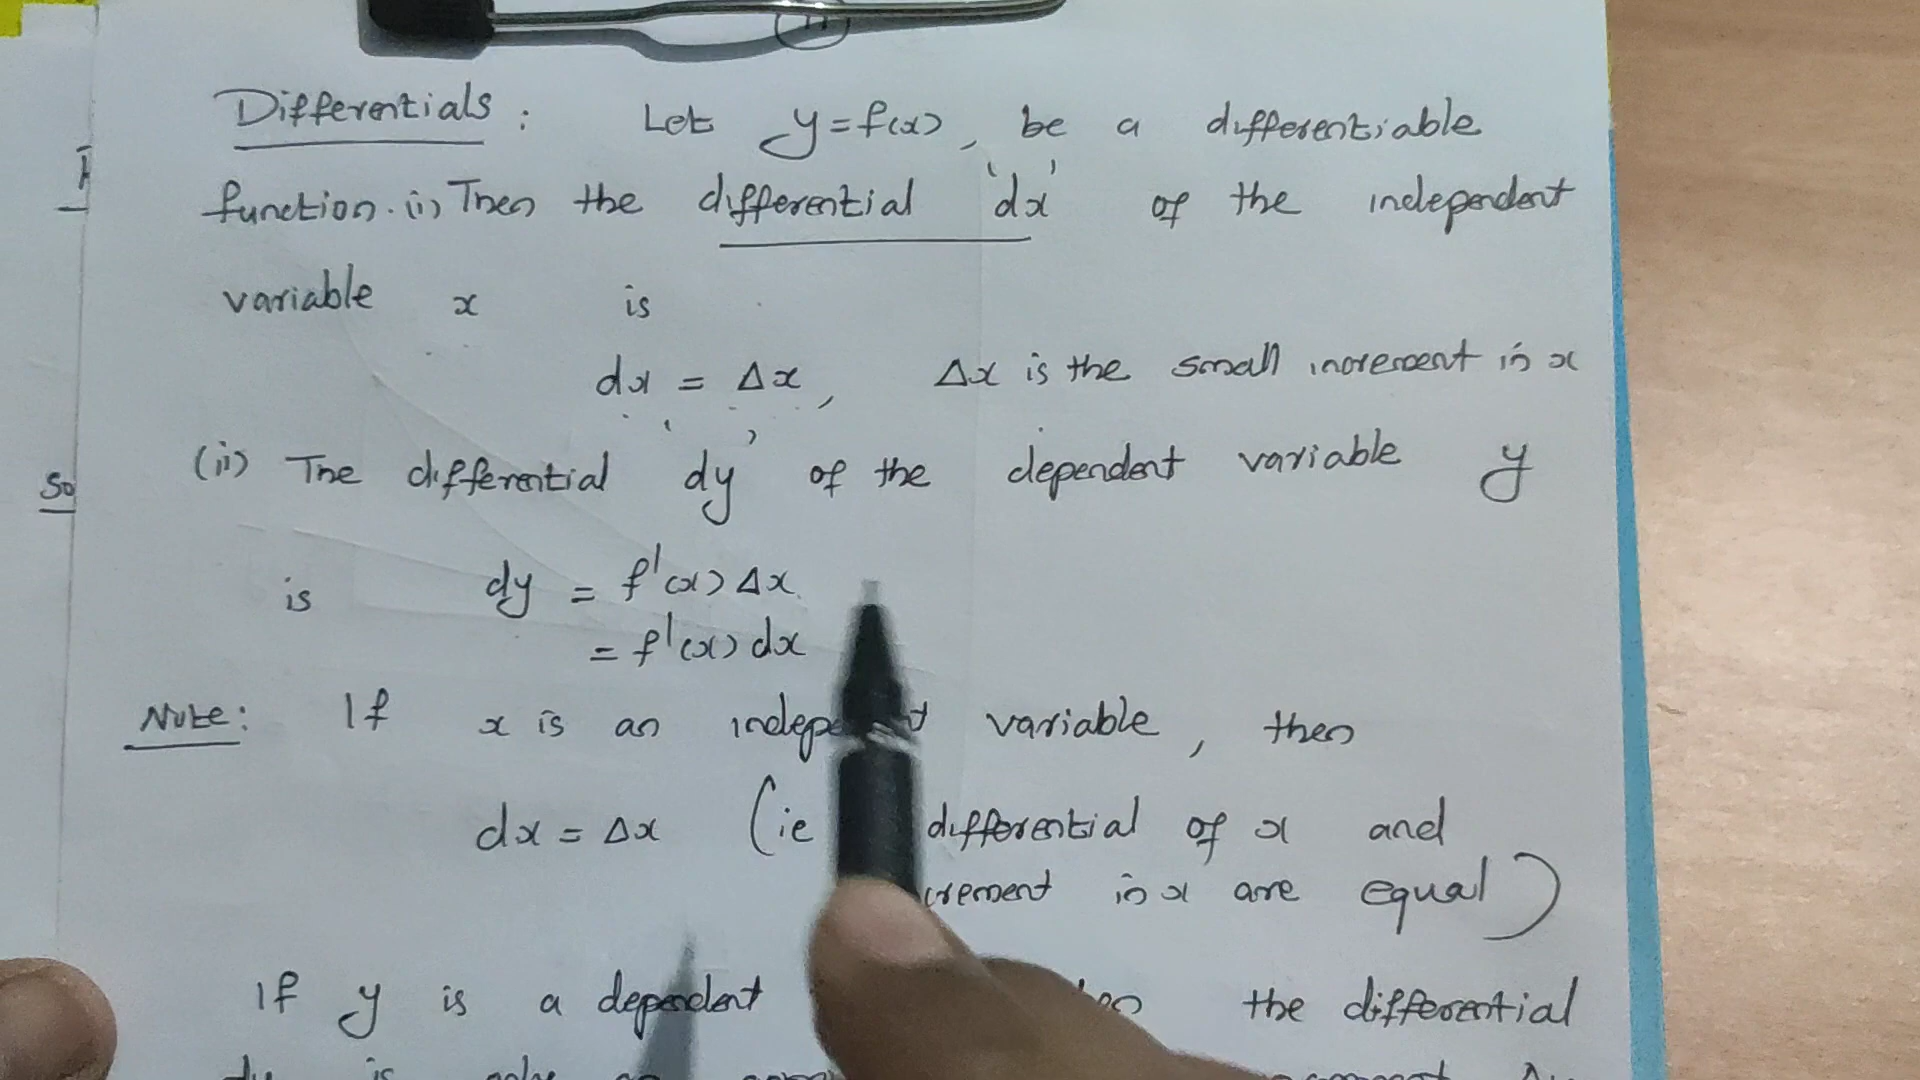 Differentials : Let y=f(x), be a differentiable
function. (i) Then the differential 'dx' of the independent
variable x is
dx = Δx, Δx is the small increment in x
(ii) The differential 'dy' of the dependent variable y
is dy = f'(x) Δx
= f'(x) dx
Note: If x is an variable, then
dx = Δx (ie differential of x and
in x are equal)
If y is a dependent the differential
is
So